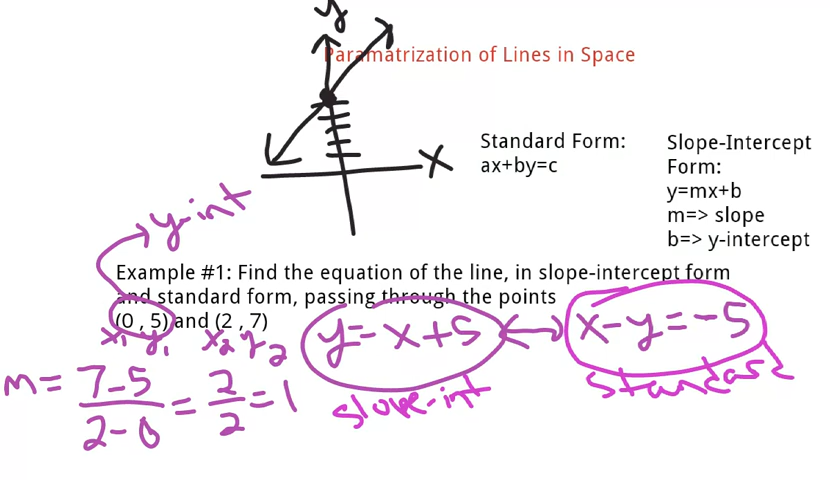 y
Paramatrization of Lines in Space
x
Standard Form:
ax+by=c
Slope-Intercept
Form:
y=mx+b
m=> slope
b=> y-intercept
y-int
Example #1: Find the equation of the line, in slope-intercept form
and standard form, passing through the points
(0 , 5) and (2 , 7)
x₁ y₁ x₂ y₂
y=x+5 ↔ x-y=-5
slope-int
standard
m = 7-5/2-0 = 2/2 = 1